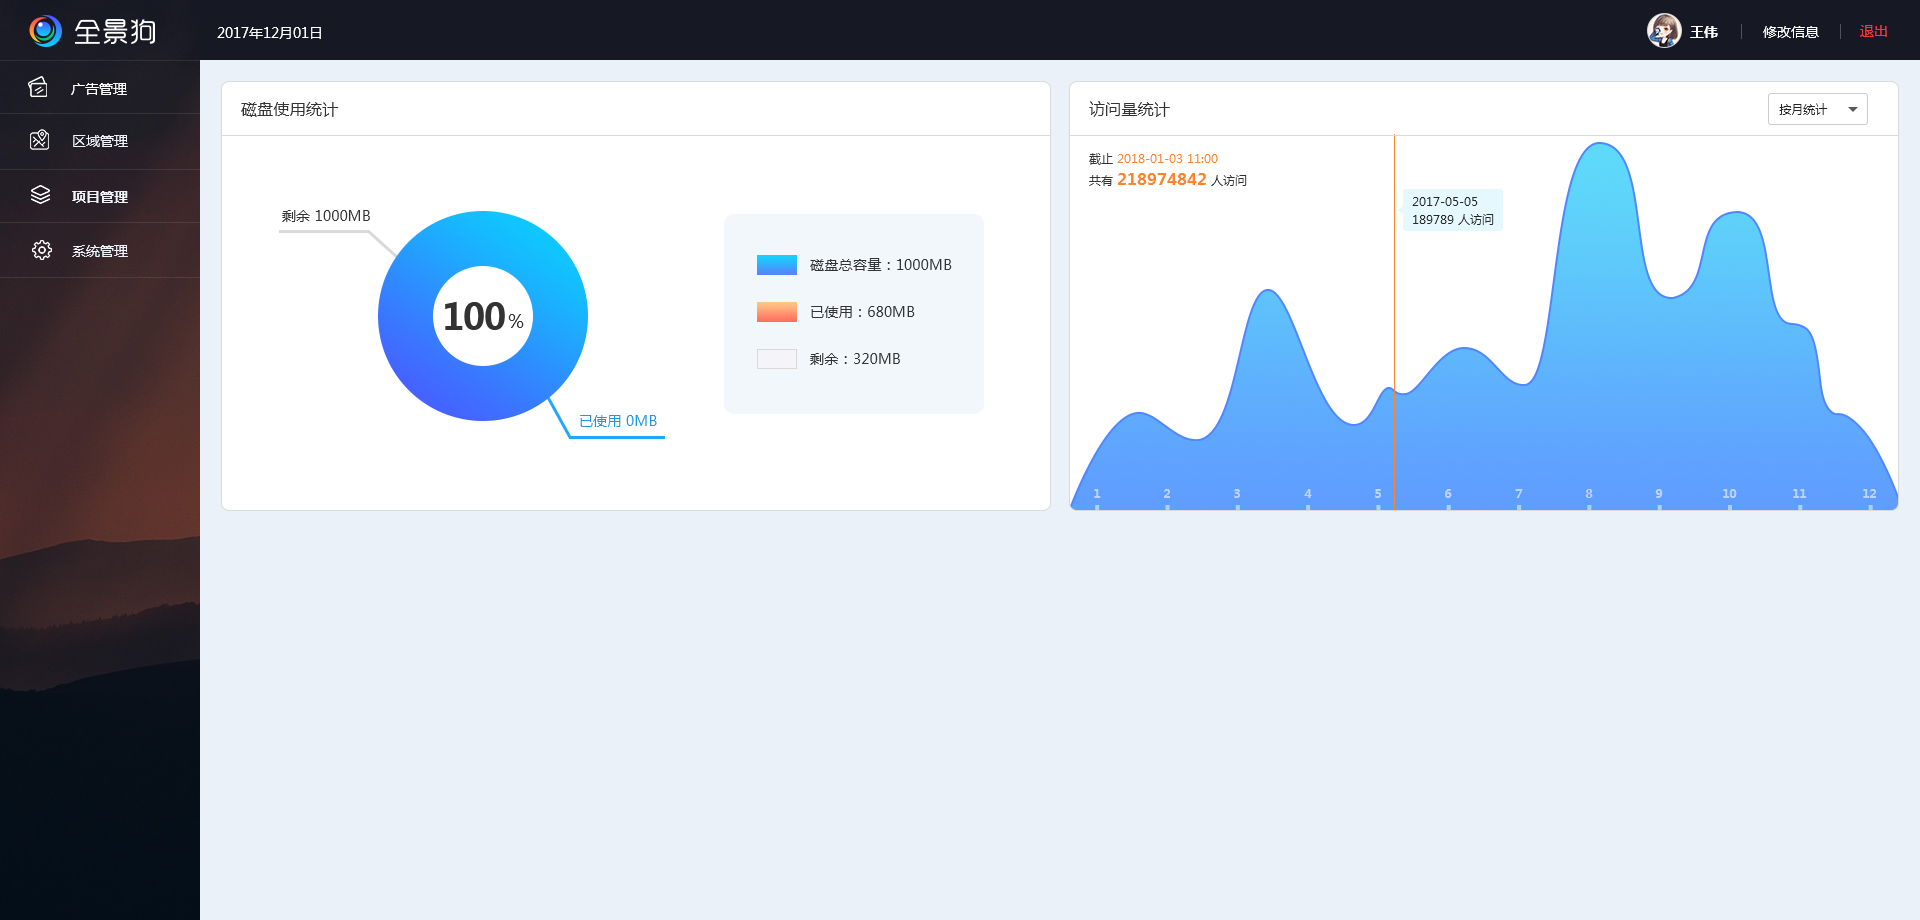 全景狗
2017年12月01日
王伟
修改信息
退出
广告管理
区域管理
项目管理
系统管理
磁盘使用统计
剩余 1000MB
100%
已使用 0MB
磁盘总容量：1000MB
已使用：680MB
剩余：320MB
访问量统计
按月统计
截止 2018-01-03 11:00
共有 218974842 人访问
2017-05-05
189789 人访问
1 2 3 4 5 6 7 8 9 10 11 12